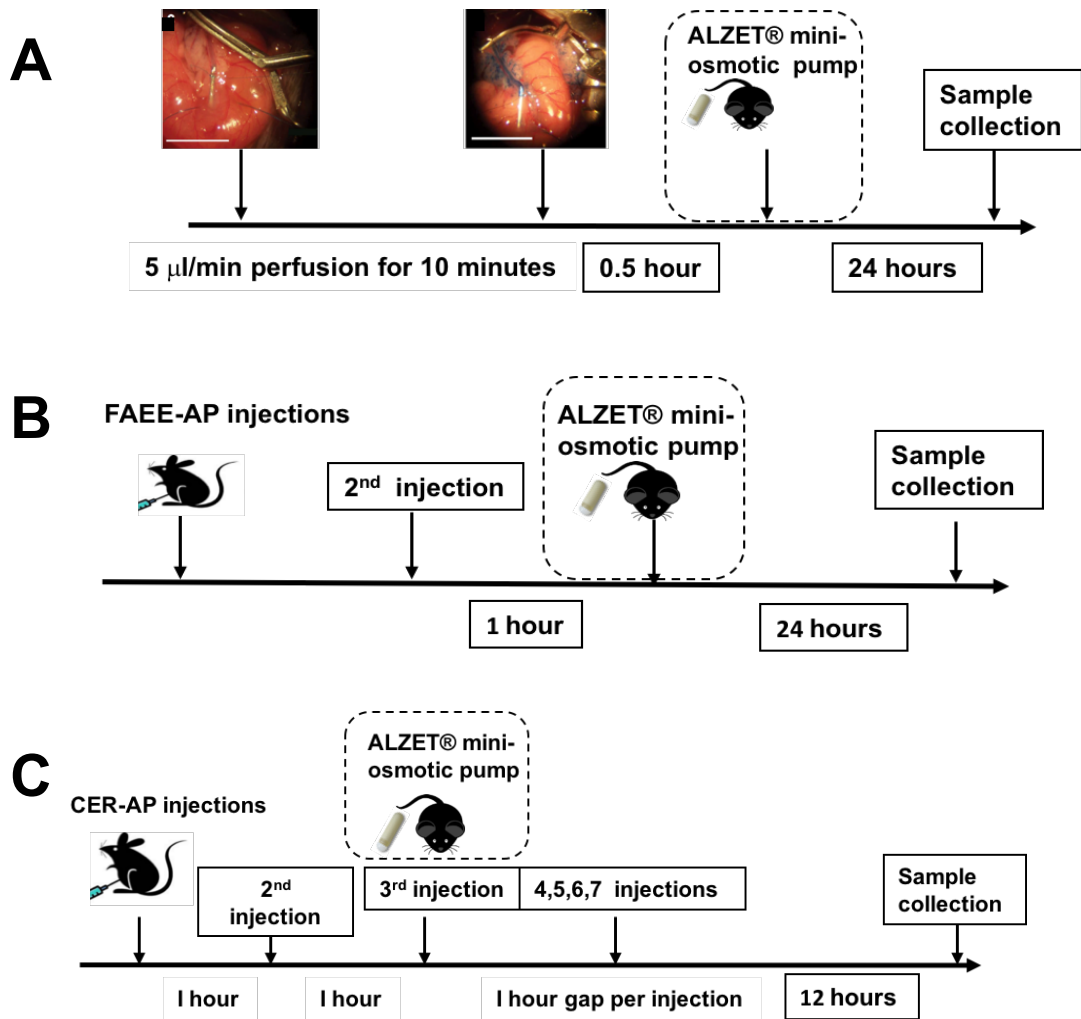 A
ALZET® mini-
osmotic pump
Sample
collection
5 µl/min perfusion for 10 minutes
0.5 hour
24 hours
B
FAEE-AP injections
2nd injection
ALZET® mini-
osmotic pump
Sample
collection
1 hour
24 hours
C
CER-AP injections
ALZET® mini-
osmotic pump
2nd
injection
3rd injection
4,5,6,7 injections
Sample
collection
I hour
I hour
I hour gap per injection
12 hours